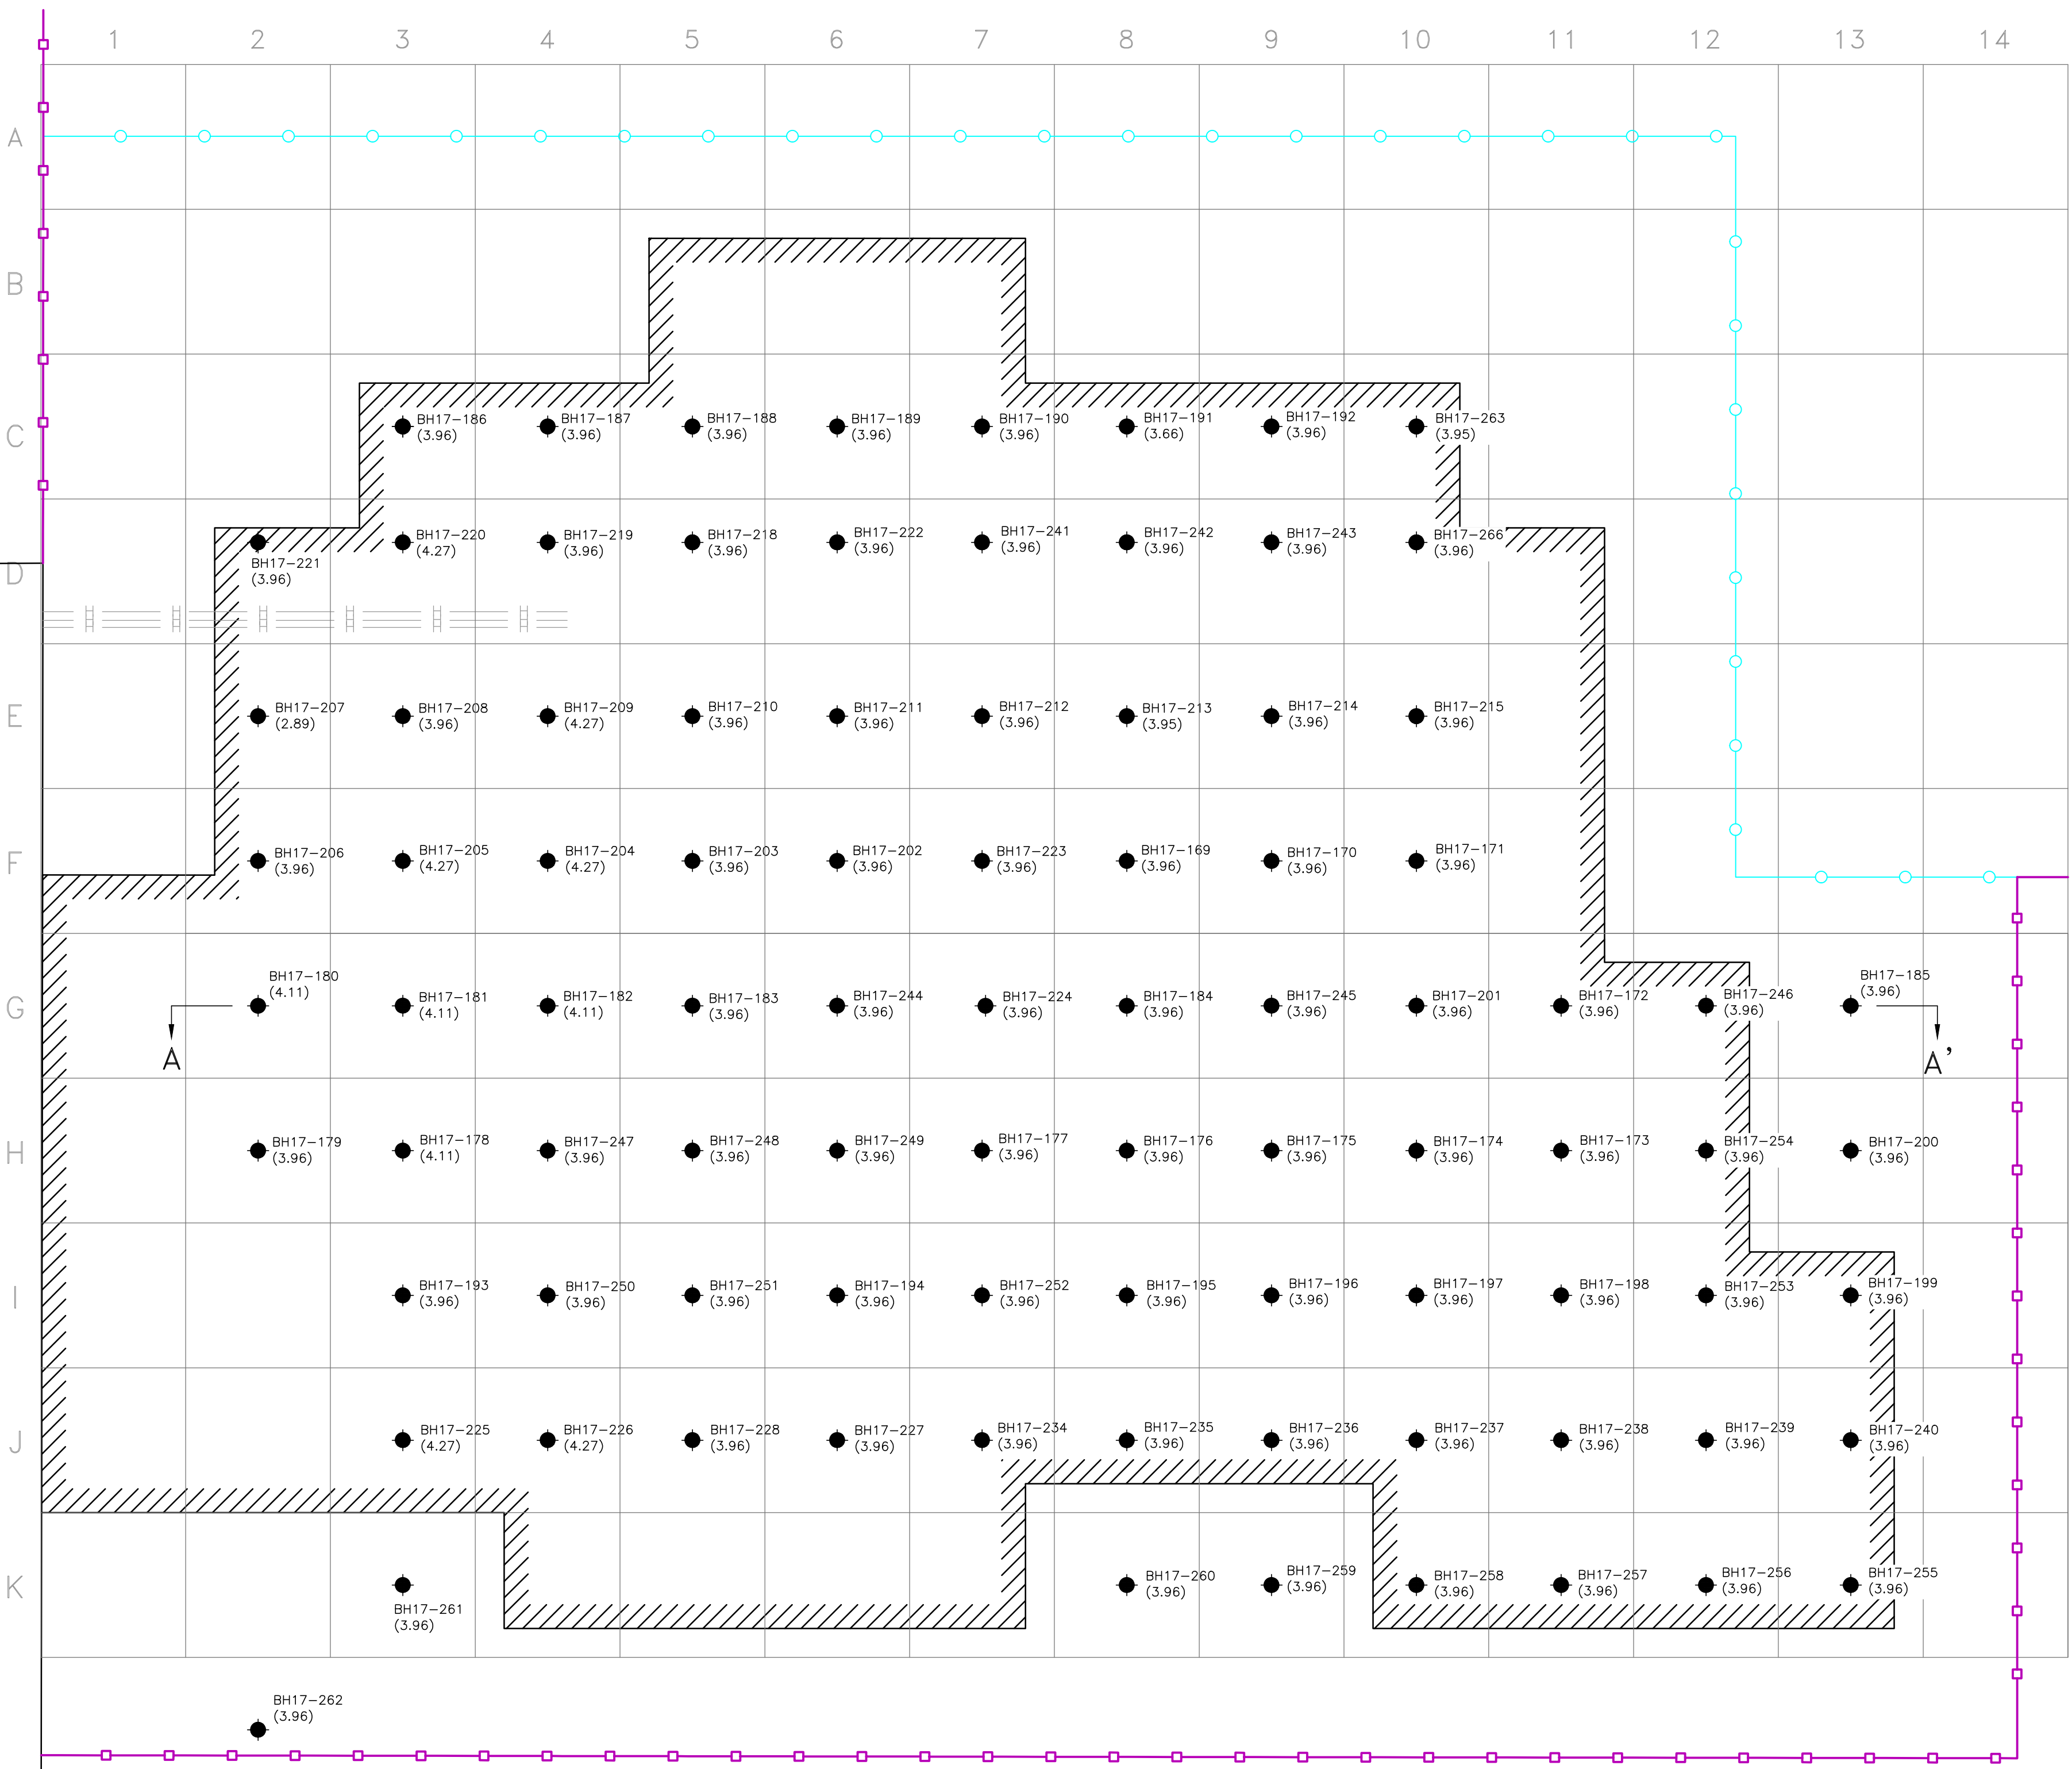 1 2 3 4 5 6 7 8 9 10 11 12 13 14
A
B
C
BH17-186
(3.96)
BH17-187
(3.96)
BH17-188
(3.96)
BH17-189
(3.96)
BH17-190
(3.96)
BH17-191
(3.66)
BH17-192
(3.96)
BH17-263
(3.95)
D
BH17-221
(3.96)
BH17-220
(4.27)
BH17-219
(3.96)
BH17-218
(3.96)
BH17-222
(3.96)
BH17-241
(3.96)
BH17-242
(3.96)
BH17-243
(3.96)
BH17-266
(3.96)
E
BH17-207
(2.89)
BH17-208
(3.96)
BH17-209
(4.27)
BH17-210
(3.96)
BH17-211
(3.96)
BH17-212
(3.96)
BH17-213
(3.95)
BH17-214
(3.96)
BH17-215
(3.96)
F
BH17-206
(3.96)
BH17-205
(4.27)
BH17-204
(4.27)
BH17-203
(3.96)
BH17-202
(3.96)
BH17-223
(3.96)
BH17-169
(3.96)
BH17-170
(3.96)
BH17-171
(3.96)
G
BH17-180
(4.11)
BH17-181
(4.11)
BH17-182
(4.11)
BH17-183
(3.96)
BH17-244
(3.96)
BH17-224
(3.96)
BH17-184
(3.96)
BH17-245
(3.96)
BH17-201
(3.96)
BH17-172
(3.96)
BH17-246
(3.96)
BH17-185
(3.96)
A
A'
H
BH17-179
(3.96)
BH17-178
(4.11)
BH17-247
(3.96)
BH17-248
(3.96)
BH17-249
(3.96)
BH17-177
(3.96)
BH17-176
(3.96)
BH17-175
(3.96)
BH17-174
(3.96)
BH17-173
(3.96)
BH17-254
(3.96)
BH17-200
(3.96)
I
BH17-193
(3.96)
BH17-250
(3.96)
BH17-251
(3.96)
BH17-194
(3.96)
BH17-252
(3.96)
BH17-195
(3.96)
BH17-196
(3.96)
BH17-197
(3.96)
BH17-198
(3.96)
BH17-253
(3.96)
BH17-199
(3.96)
J
BH17-225
(4.27)
BH17-226
(4.27)
BH17-228
(3.96)
BH17-227
(3.96)
BH17-234
(3.96)
BH17-235
(3.96)
BH17-236
(3.96)
BH17-237
(3.96)
BH17-238
(3.96)
BH17-239
(3.96)
BH17-240
(3.96)
K
BH17-261
(3.96)
BH17-260
(3.96)
BH17-259
(3.96)
BH17-258
(3.96)
BH17-257
(3.96)
BH17-256
(3.96)
BH17-255
(3.96)
BH17-262
(3.96)